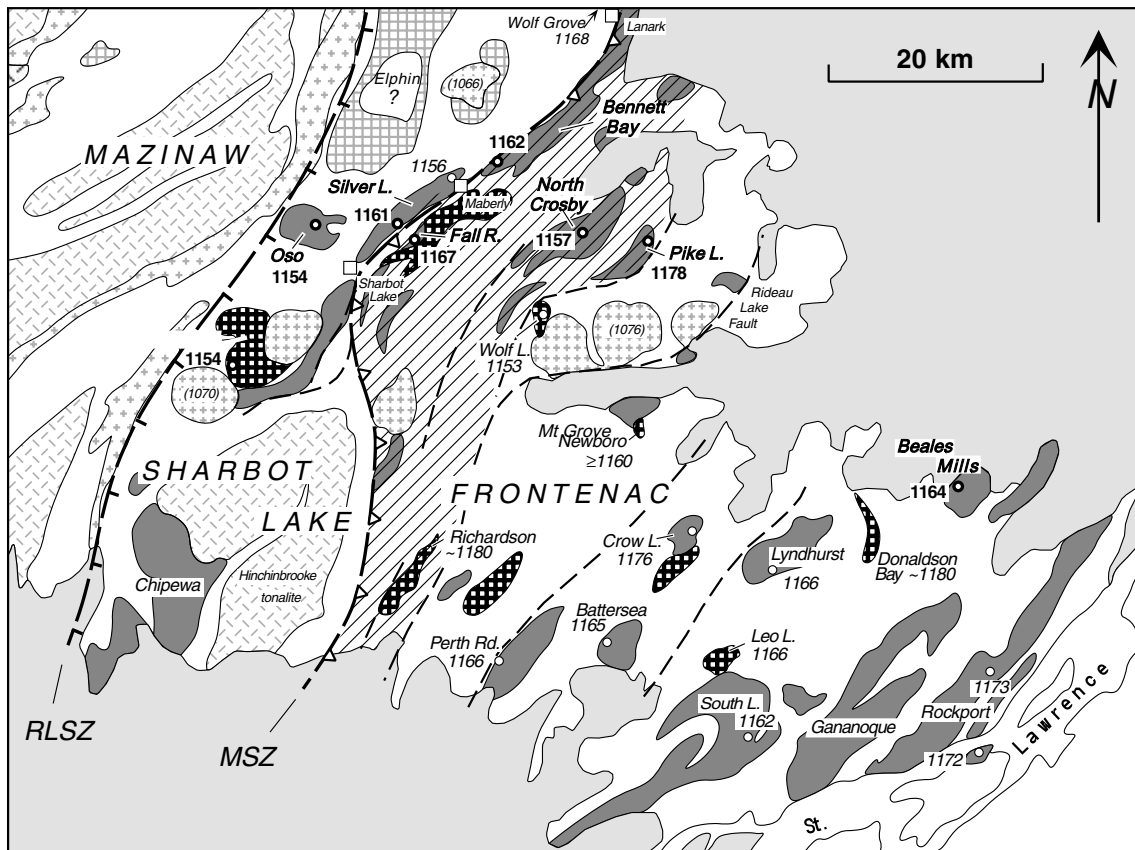 Wolf Grove
1168
Lanark
20 km
N
Elphin
?
(1066)
Bennett
Bay
MAZINAW
1162
1156
Silver L.
North
Crosby
Maberly
1161
Fall R.
1157
Pike L.
Oso
1167
1178
1154
Sharbot
Lake
Rideau
Lake
Fault
(1076)
1154
Wolf L.
1153
(1070)
Mt Grove
Newboro
≥1160
Beales
Mills
SHARBOT
FRONTENAC
1164
LAKE
Richardson
~1180
Crow L.
1176
Lyndhurst
1166
Donaldson
Bay ~1180
Chipewa
Hinchinbrooke
tonalite
Battersea
1165
Perth Rd.
1166
Leo L.
1166
1173
South L.
1162
Gananoque
Rockport
RLSZ
MSZ
1172
St. Lawrence